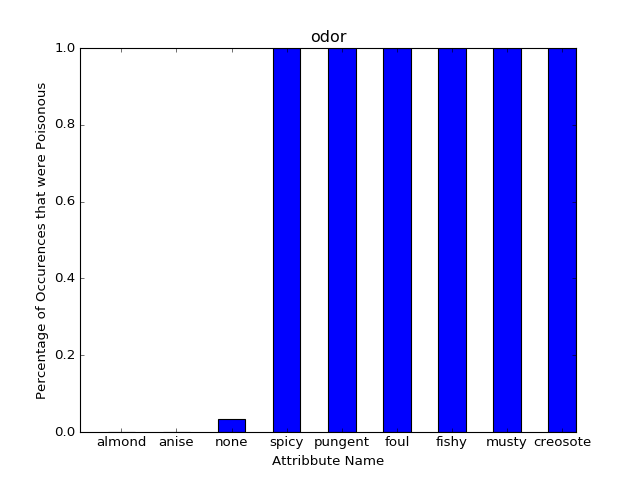 odor
1.0
0.8
0.6
0.4
0.2
0.0
Percentage of Occurences that were Poisonous
almond anise none spicy pungent foul fishy musty creosote
Attribbute Name